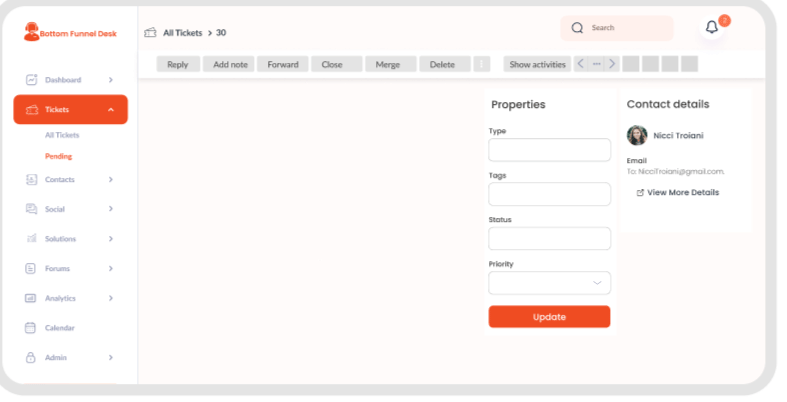 Bottom Funnel Desk
All Tickets > 30
Search
7
Reply Add note Forward Close Merge Delete Show activities
Dashboard
Tickets
All Tickets
Pending
Contacts
Social
Solutions
Forums
Analytics
Calendar
Admin
Properties
Type
Tags
Status
Priority
Update
Contact details
Nicci Troiani
Email
To: NicciTroiani@gmail.com.
View More Details